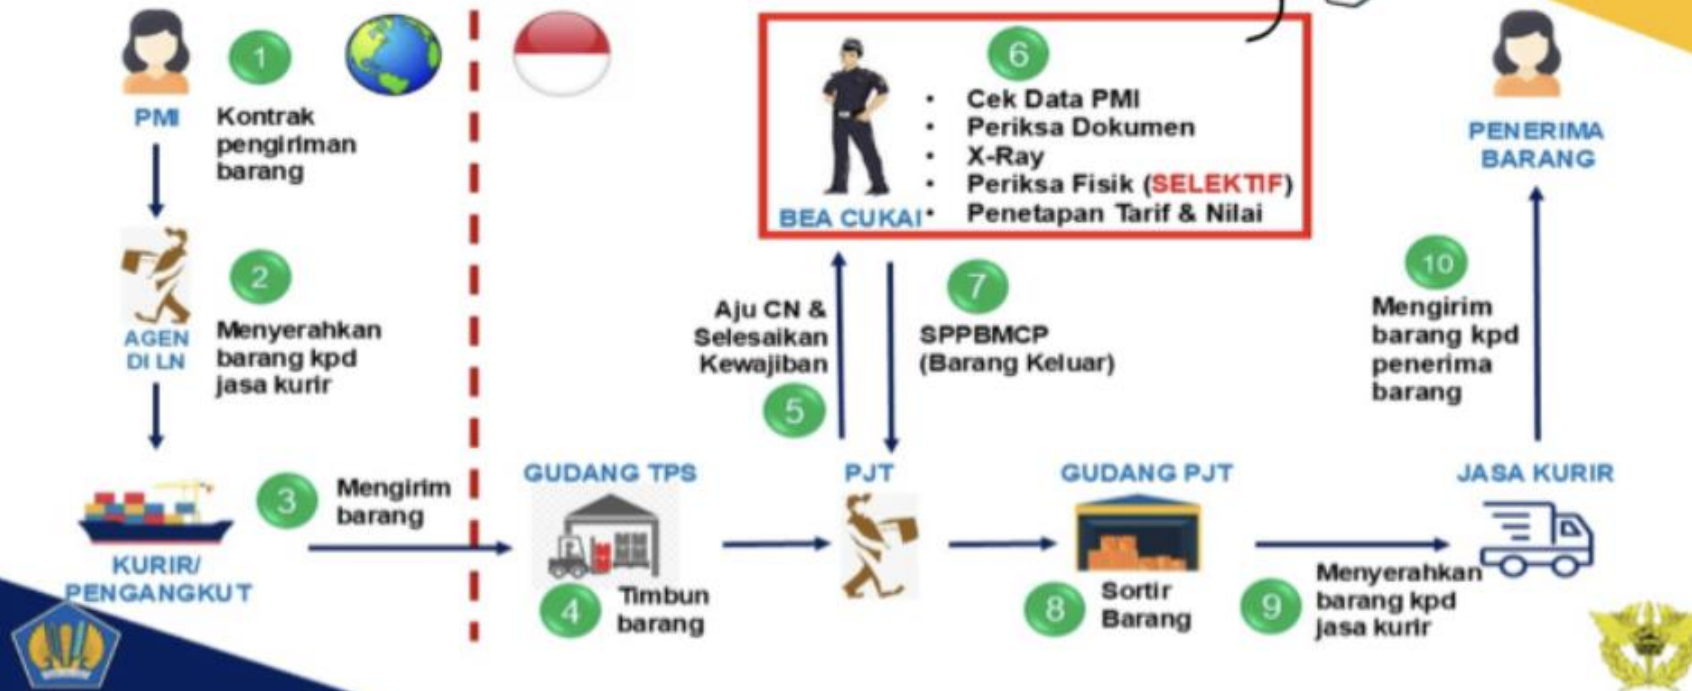 1
PMI
Kontrak
pengiriman
barang
2
AGEN
DI LN
Menyerahkan
barang kpd
jasa kurir
3
Mengirim
barang
KURIR/
PENGANGKUT
GUDANG TPS
4
Timbun
barang
PJT
5
Aju CN &
Selesaikan
Kewajiban
BEA CUKAI
6
• Cek Data PMI
• Periksa Dokumen
• X-Ray
• Periksa Fisik (SELEKTIF)
• Penetapan Tarif & Nilai
7
SPPBMCP
(Barang Keluar)
GUDANG PJT
8
Sortir
Barang
9
Menyerahkan
barang kpd
jasa kurir
JASA KURIR
10
Mengirim
barang kpd
penerima
barang
PENERIMA
BARANG